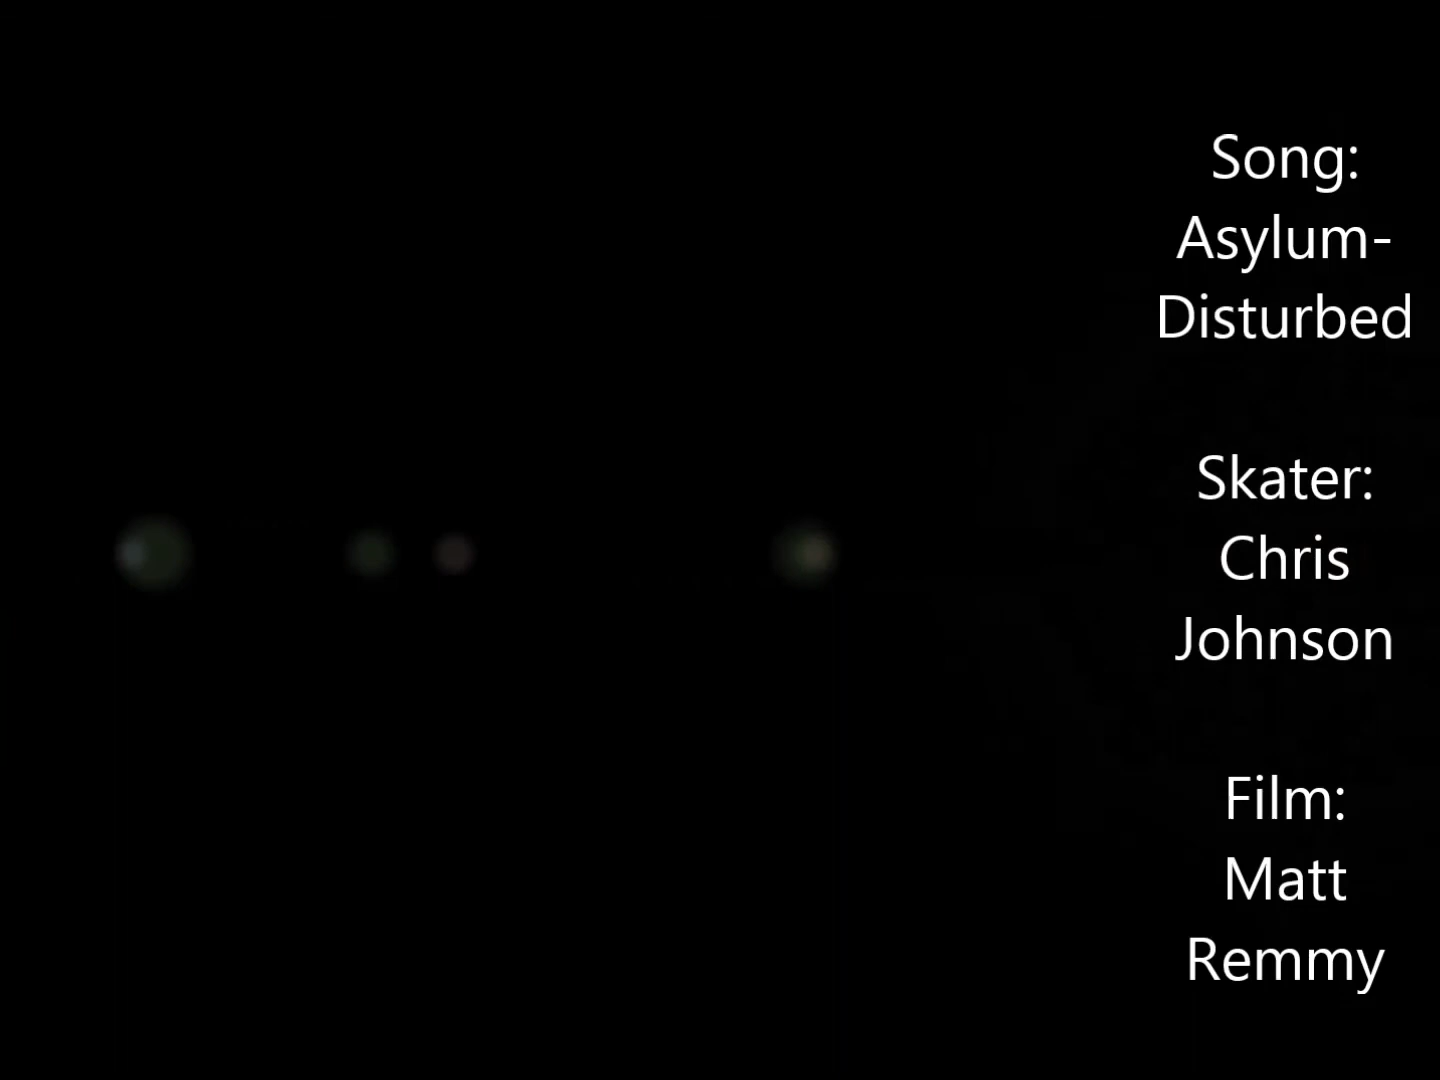 Song:
Asylum-
Disturbed
Skater:
Chris
Johnson
Film:
Matt
Remmy